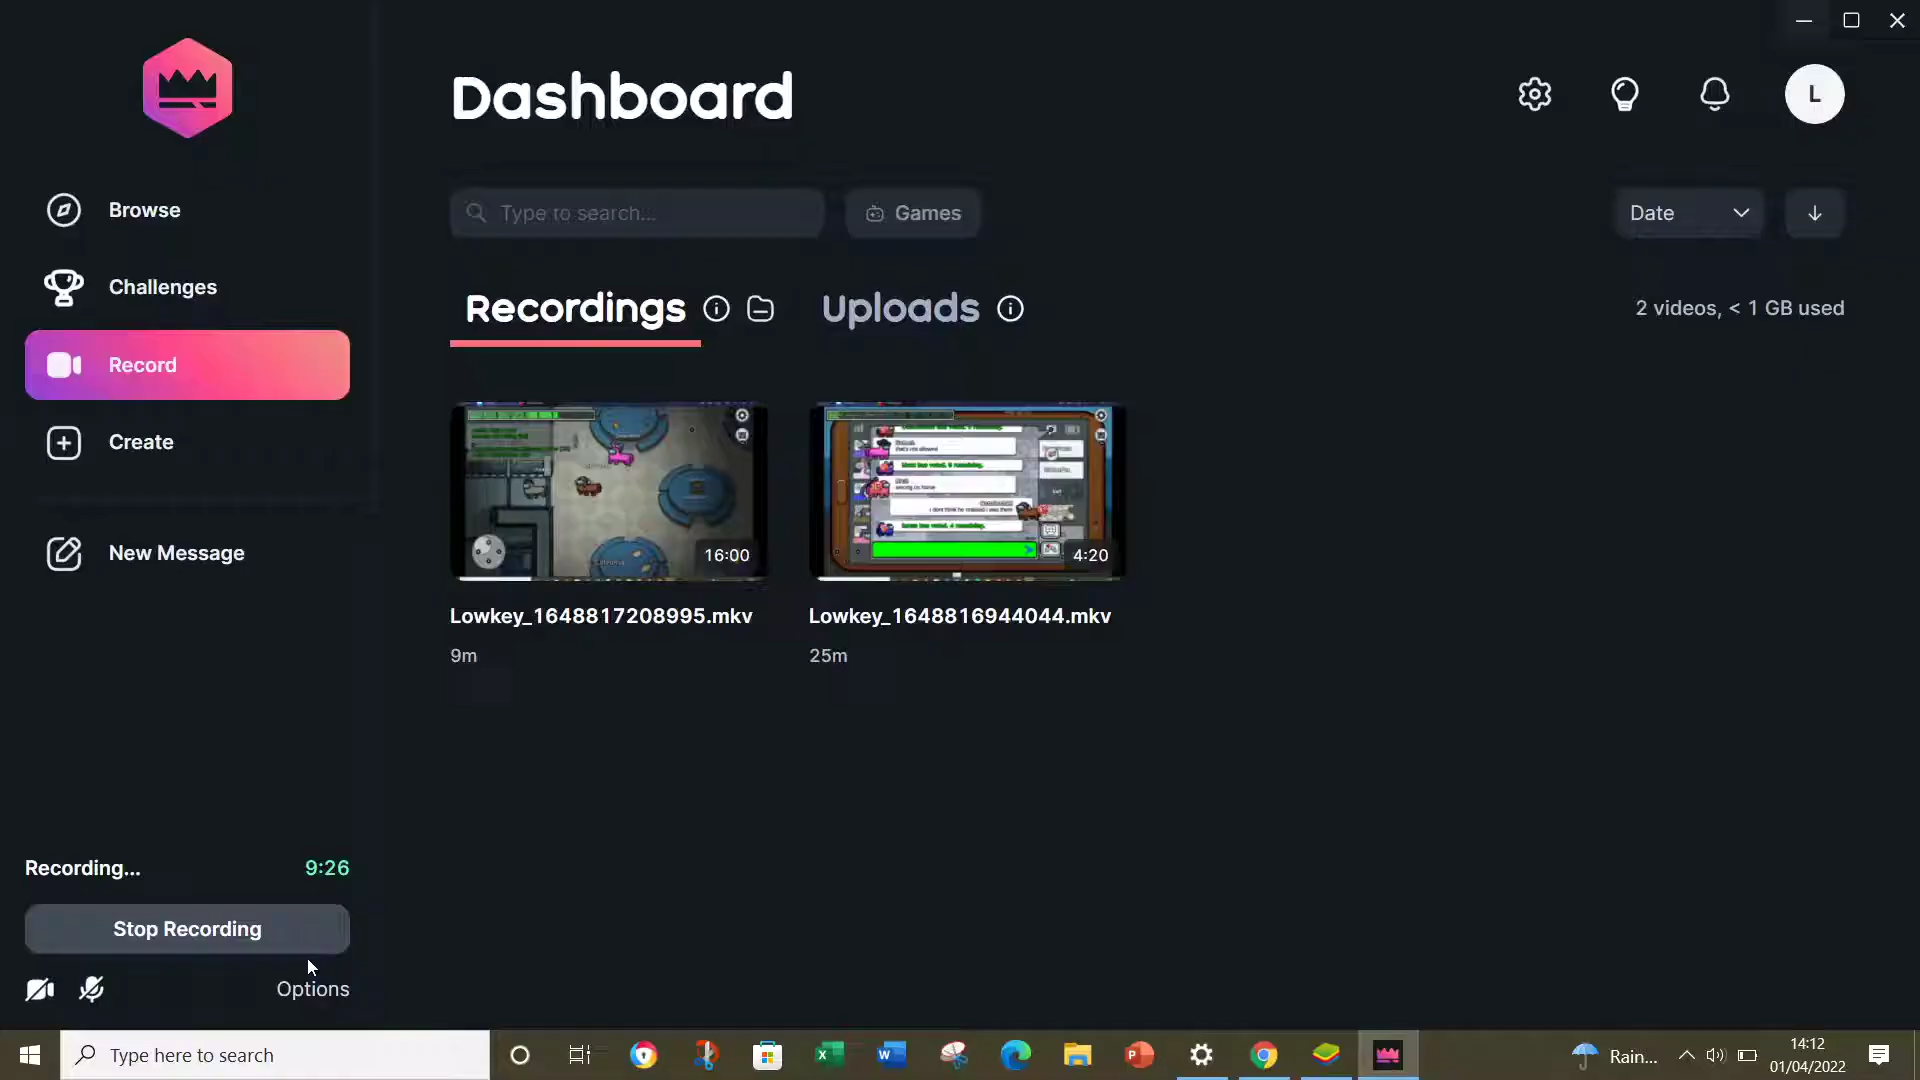 Dashboard
L
Browse
Type to search...
Games
Date
Challenges
Recordings
Uploads
2 videos, < 1 GB used
Record
Create
New Message
16:00
4:20
Lowkey_1648817208995.mkv
Lowkey_1648816944044.mkv
9m
25m
Recording...
9:26
Stop Recording
Options
Type here to search
Rain...
14:12
01/04/2022